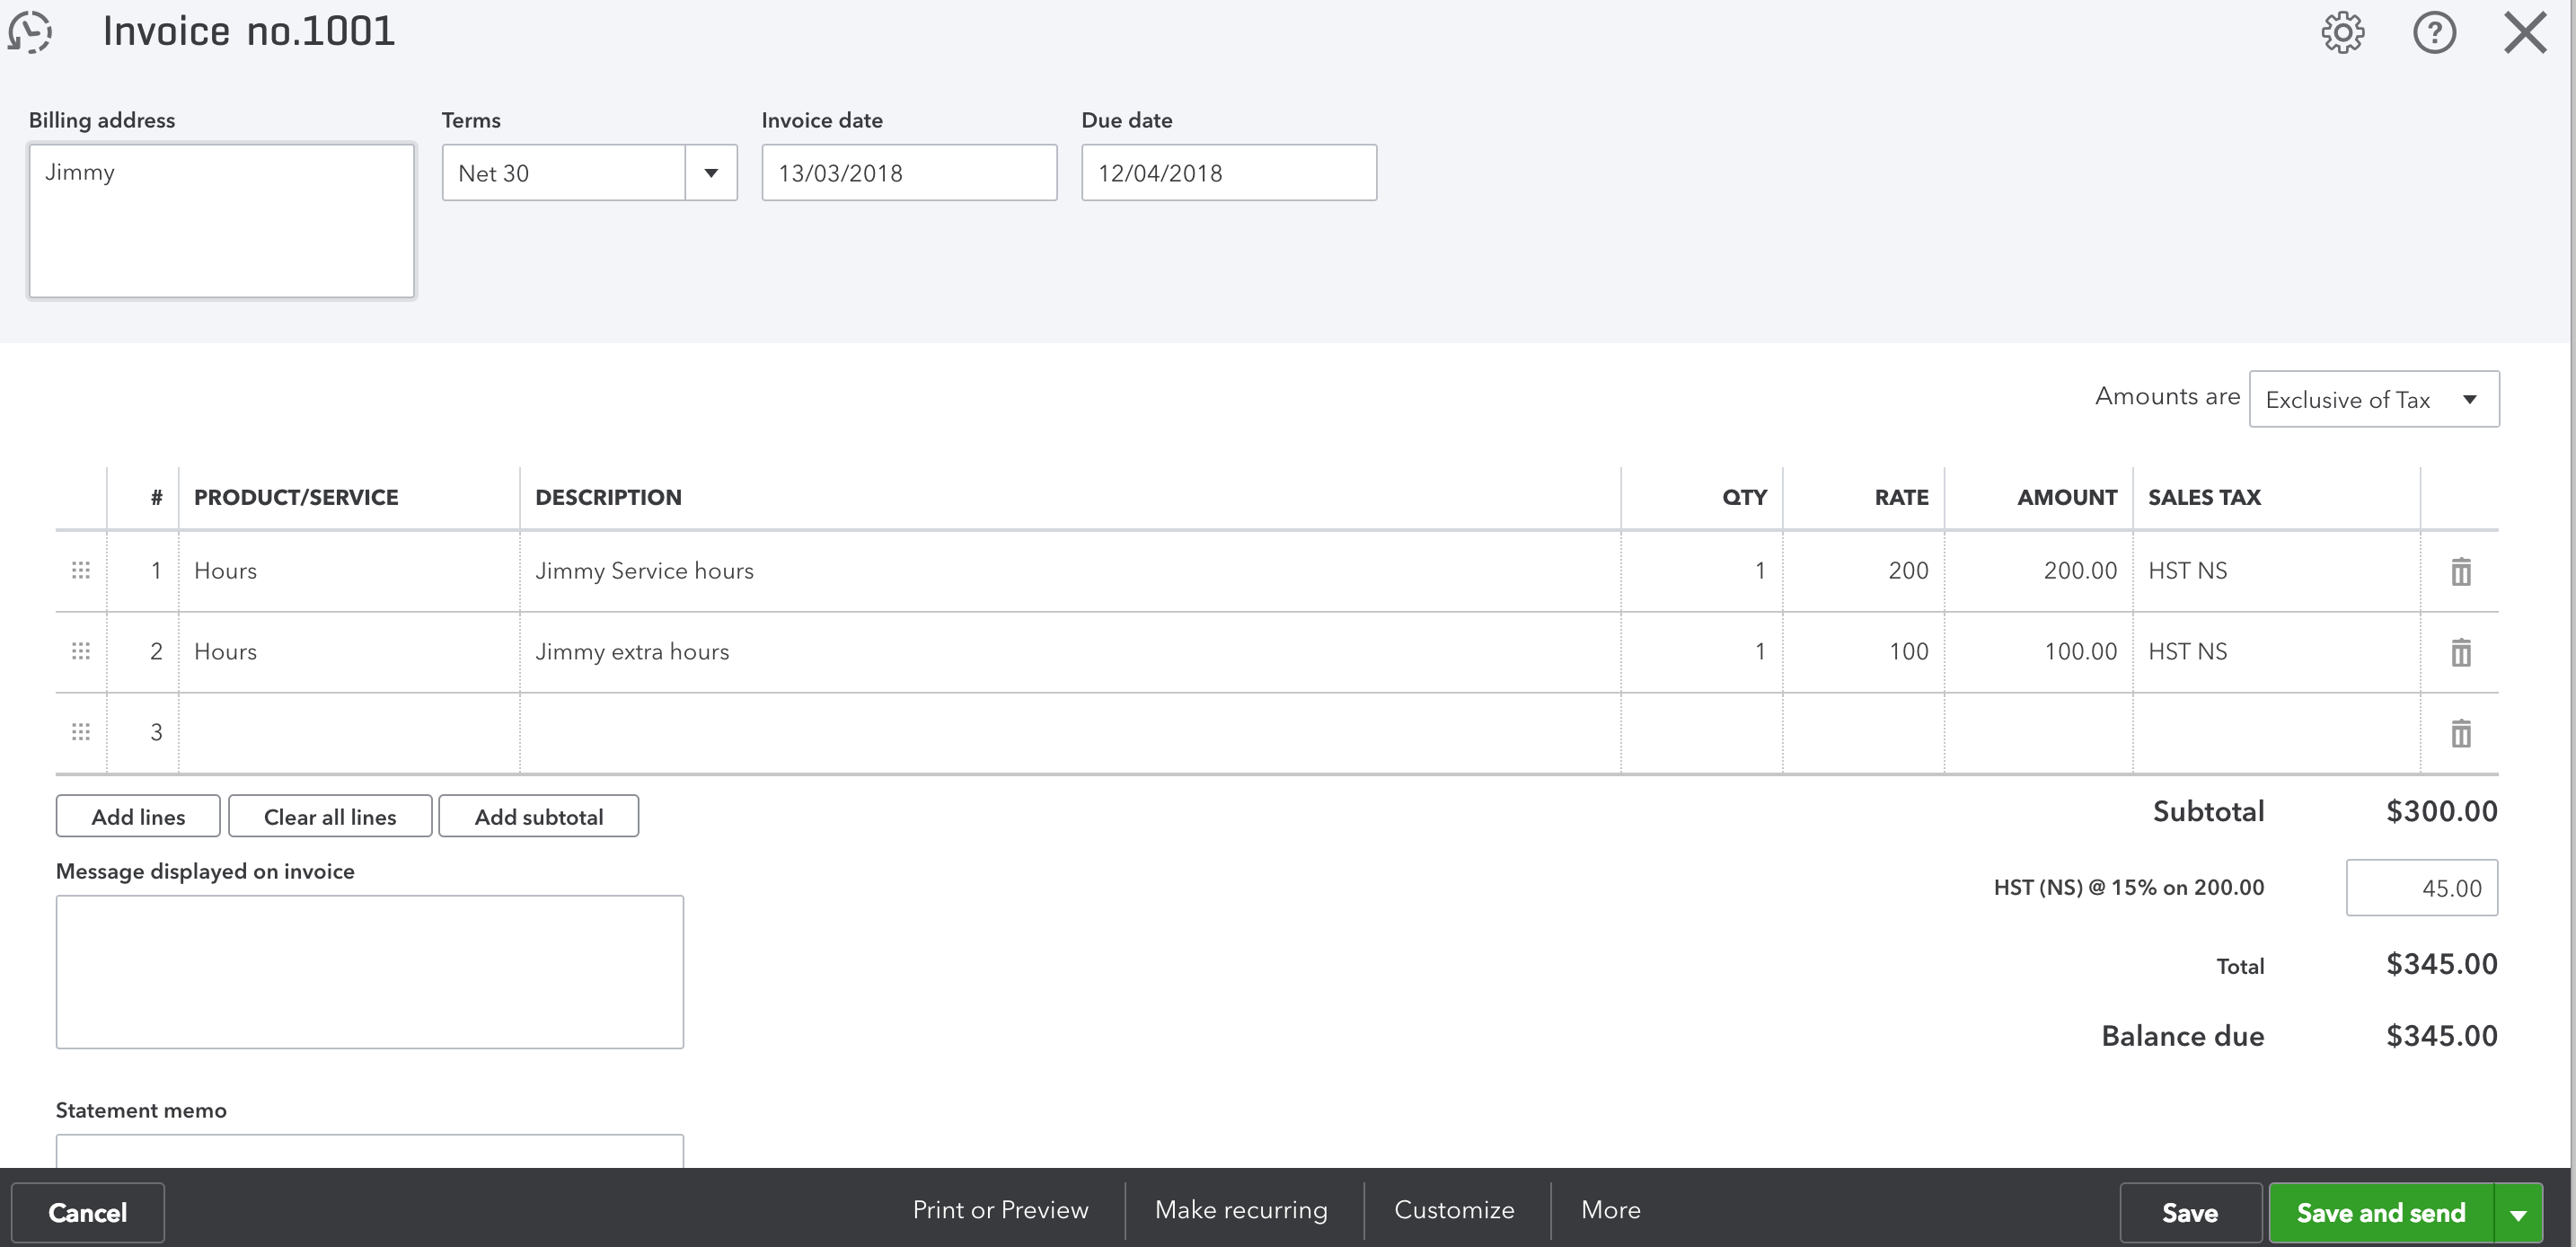 Invoice no.1001
Billing address Terms Invoice date Due date
Jimmy Net 30 13/03/2018 12/04/2018
Amounts are Exclusive of Tax
# PRODUCT/SERVICE DESCRIPTION QTY RATE AMOUNT SALES TAX
1 Hours Jimmy Service hours 1 200 200.00 HST NS
2 Hours Jimmy extra hours 1 100 100.00 HST NS
3
Add lines Clear all lines Add subtotal Subtotal $300.00
Message displayed on invoice
HST (NS) @ 15% on 200.00 45.00
Total $345.00
Balance due $345.00
Statement memo
Cancel Print or Preview Make recurring Customize More Save Save and send